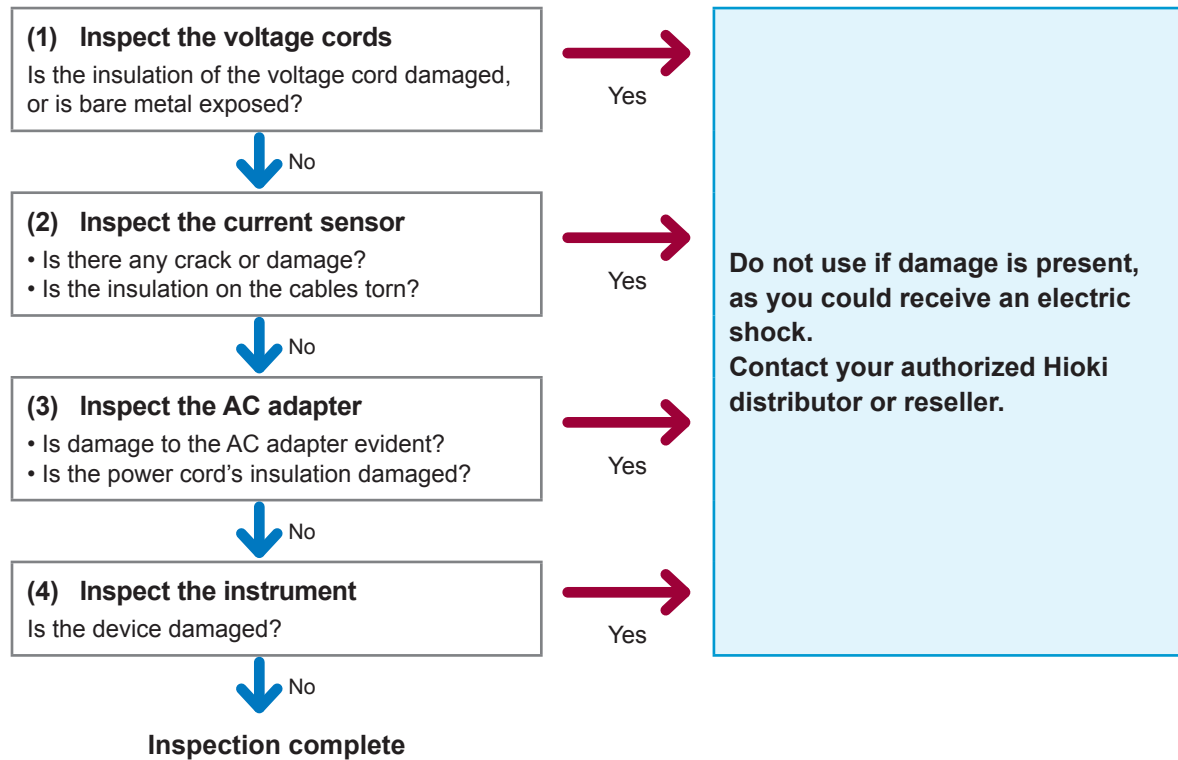 (1) Inspect the voltage cords
Is the insulation of the voltage cord damaged,
or is bare metal exposed?
Yes
No
(2) Inspect the current sensor
• Is there any crack or damage?
• Is the insulation on the cables torn?
Yes
No
(3) Inspect the AC adapter
• Is damage to the AC adapter evident?
• Is the power cord’s insulation damaged?
Yes
No
(4) Inspect the instrument
Is the device damaged?
Yes
No
Inspection complete
Do not use if damage is present,
as you could receive an electric
shock.
Contact your authorized Hioki
distributor or reseller.